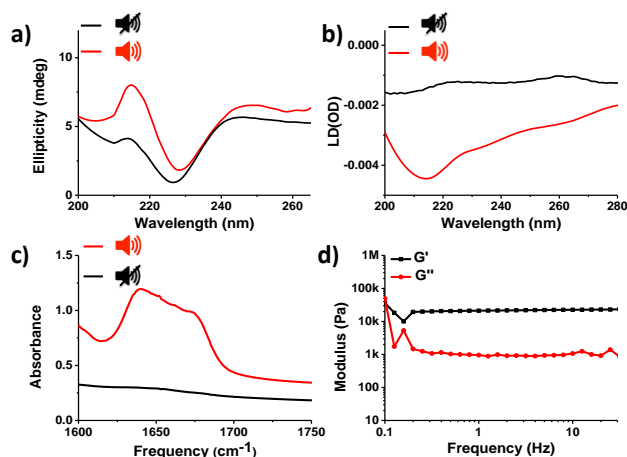 a)
10
5
0
200
220
240
260
Ellipticity (mdeg)
Wavelength (nm)
b)
0.000
-0.002
-0.004
200
220
240
260
280
LD(OD)
Wavelength (nm)
c)
1.5
1.0
0.5
0.0
1600
1650
1700
1750
Absorbance
Frequency (cm-1)
d)
G'
G''
1M
100k
10k
1k
100
10
1
0.1
1
10
Modulus (Pa)
Frequency (Hz)